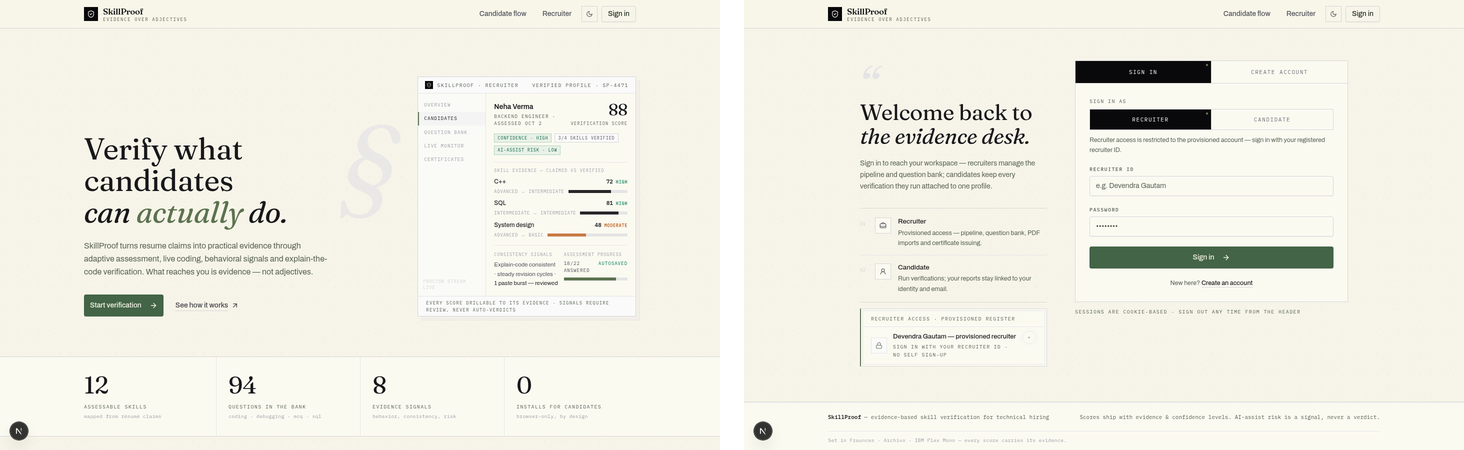 SkillProof
EVIDENCE OVER ADJECTIVES
Candidate flow
Recruiter
Sign in
Verify what
candidates
can actually do.
SkillProof turns resume claims into practical evidence through
adaptive assessment, live coding, behavioral signals and explain-the-
code verification. What reaches you is evidence — not adjectives.
Start verification →
See how it works ↗
§
SKILLPROOF · RECRUITER
VERIFIED PROFILE · SP-4471
OVERVIEW
CANDIDATES
QUESTION BANK
LIVE MONITOR
CERTIFICATES
Neha Verma
BACKEND ENGINEER ·
ASSESSED OCT 2
88
VERIFICATION SCORE
CONFIDENCE · HIGH
3/4 SKILLS VERIFIED
AI-ASSIST RISK · LOW
SKILL EVIDENCE — CLAIMED VS VERIFIED
C++
72 HIGH
ADVANCED → INTERMEDIATE
SQL
81 HIGH
INTERMEDIATE → INTERMEDIATE
System design
48 MODERATE
ADVANCED → BASIC
CONSISTENCY SIGNALS
Explain-code consistent
· steady revision cycles ·
1 paste burst — reviewed
ASSESSMENT PROGRESS
18/22
ANSWERED
AUTOSAVED
EVERY SCORE DRILLABLE TO ITS EVIDENCE · SIGNALS REQUIRE
REVIEW, NEVER AUTO-VERDICTS
12
ASSESSABLE SKILLS
mapped from résumé claims
94
QUESTIONS IN THE BANK
coding · debugging · mcq · sql
8
EVIDENCE SIGNALS
behavior, consistency, risk
0
INSTALLS FOR CANDIDATES
browser-only, by design
N
SkillProof
EVIDENCE OVER ADJECTIVES
Candidate flow
Recruiter
Sign in
“
Welcome back to
the evidence desk.
Sign in to reach your workspace — recruiters manage the
pipeline and question bank; candidates keep every
verification they run attached to one profile.
Recruiter
Provisioned access — pipeline, question bank, PDF
imports and certificate issuing.
Candidate
Run verifications; your reports stay linked to your
identity and email.
RECRUITER ACCESS · PROVISIONED REGISTER
Devendra Gautam — provisioned recruiter
SIGN IN WITH YOUR RECRUITER ID ·
NO SELF SIGN-UP
SIGN IN
CREATE ACCOUNT
SIGN IN AS
RECRUITER
CANDIDATE
Recruiter access is restricted to the provisioned account — sign in with your registered
recruiter ID.
RECRUITER ID
e.g. Devendra Gautam
PASSWORD
••••••••
Sign in →
New here? Create an account
SESSIONS ARE COOKIE-BASED · SIGN OUT ANY TIME FROM THE HEADER
SkillProof — evidence-based skill verification for technical hiring
Scores ship with evidence & confidence levels. AI-assist risk is a signal, never a verdict.
Set in Fraunces · Archivo · IBM Plex Mono — every score carries its evidence.
N